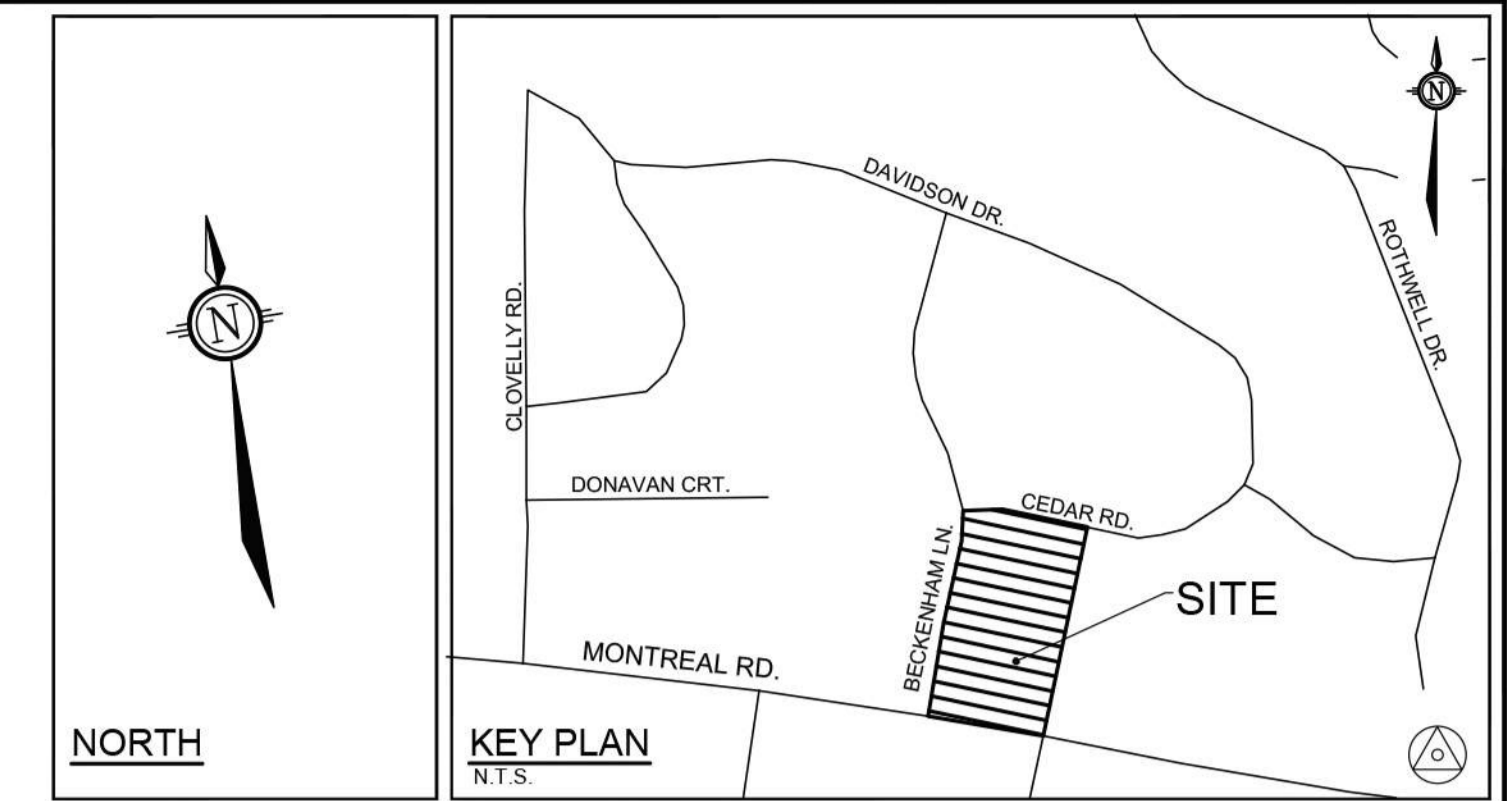 N
NORTH
N
DAVIDSON DR.
ROTHWELL DR.
CLOVELLY RD.
DONAVAN CRT.
CEDAR RD.
BECKENHAM LN.
SITE
MONTREAL RD.
KEY PLAN
N.T.S.